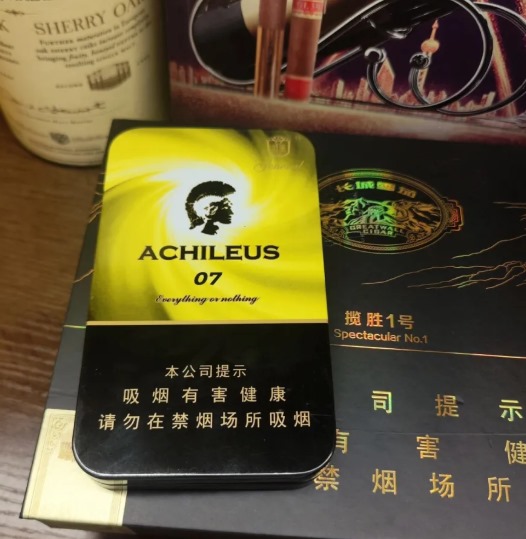 SHERRY OA
ACHILEUS
07
Everything or nothing
本公司提示
吸烟有害健康
请勿在禁烟场所吸烟
长城雪茄
GREATWALL
CIGAR
揽胜1号
Spectacular No.1
司提示
有害健
禁烟场所